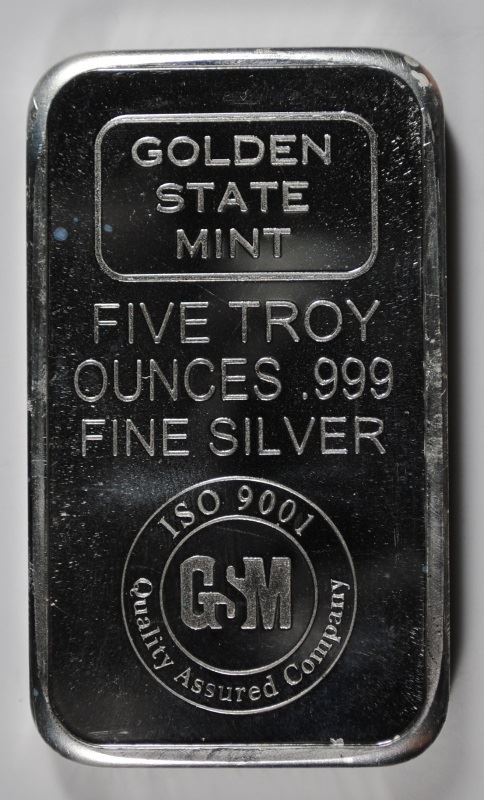 GOLDEN
STATE
MINT
FIVE TROY
OUNCES .999
FINE SILVER
ISO 9001
GSM
Quality Assured Company